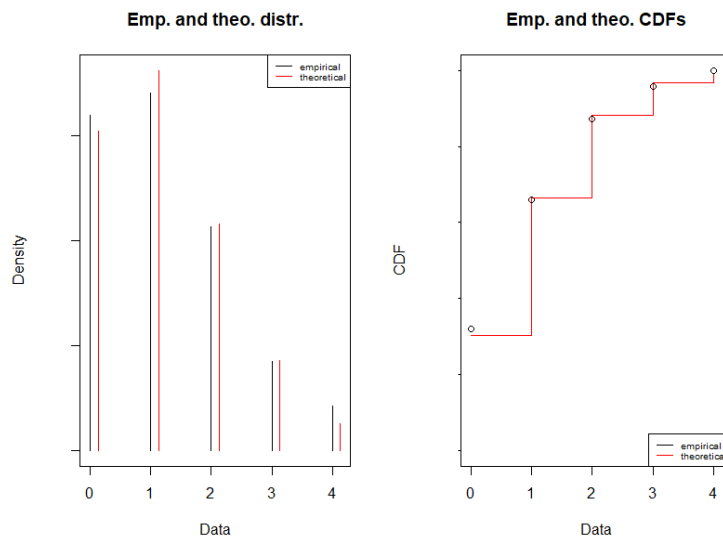 Emp. and theo. distr.
empirical
theoretical
Density
0 1 2 3 4
Data
Emp. and theo. CDFs
CDF
empirical
theoretical
0 1 2 3 4
Data